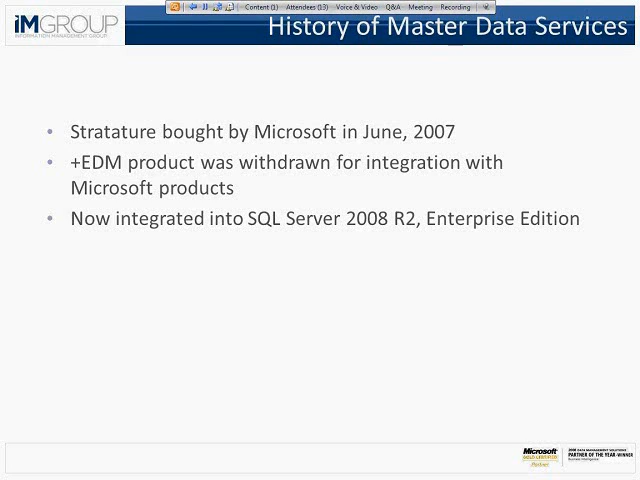 Content (1) Attendees (13) Voice & Video Q&A Meeting Recording
iMGROUP
INFORMATION MANAGEMENT GROUP
History of Master Data Services
• Stratature bought by Microsoft in June, 2007
• +EDM product was withdrawn for integration with
Microsoft products
• Now integrated into SQL Server 2008 R2, Enterprise Edition
Microsoft
GOLD CERTIFIED
Partner
2008 DATA MANAGEMENT SOLUTIONS
PARTNER OF THE YEAR-WINNER
Business Intelligence